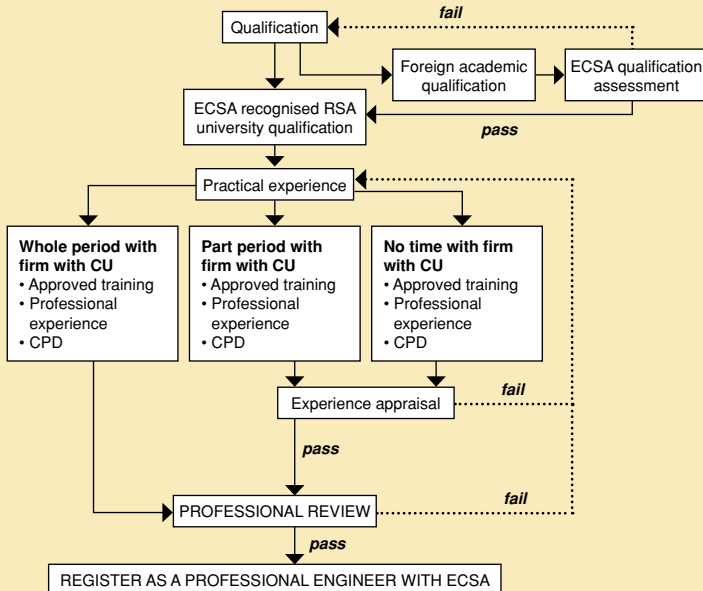 fail
Qualification
Foreign academic
qualification
ECSA qualification
assessment
ECSA recognised RSA
university qualification
pass
Practical experience
Whole period with
firm with CU
• Approved training
• Professional
experience
• CPD
Part period with
firm with CU
• Approved training
• Professional
experience
• CPD
No time with firm
with CU
• Approved training
• Professional
experience
• CPD
Experience appraisal
fail
pass
PROFESSIONAL REVIEW
fail
pass
REGISTER AS A PROFESSIONAL ENGINEER WITH ECSA